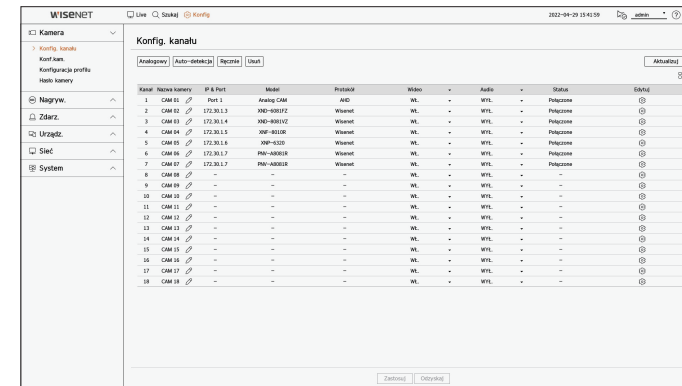 WISENET
Live Szukaj Konfig
2022-04-29 15:41:59 admin
Kamera
Konfig. kanału
Konf.kam.
Konfiguracja profilu
Hasło kamery
Nagryw.
Zdarz.
Urządz.
Sieć
System
Konfig. kanału
Analogowy Auto-detekcja Ręcznie Usuń
Aktualizuj
Kanał Nazwa kamery IP & Port Model Protokół Wideo Audio Status Edytuj
1 CAM 01 Port 1 Analog CAM AHD WŁ. WYŁ. Połączone
2 CAM 02 172.30.1.3 XND-6081FZ Wisenet WŁ. WYŁ. Połączone
3 CAM 03 172.30.1.4 XND-8081VZ Wisenet WŁ. WYŁ. Połączone
4 CAM 04 172.30.1.5 XNF-8010R Wisenet WŁ. WYŁ. Połączone
5 CAM 05 172.30.1.6 XNP-6320 Wisenet WŁ. WYŁ. Połączone
6 CAM 06 172.30.1.7 PNV-A8081R Wisenet WŁ. WYŁ. Połączone
7 CAM 07 172.30.1.7 PNV-A8081R Wisenet WŁ. WYŁ. Połączone
8 CAM 08 - - - WŁ. WYŁ. -
9 CAM 09 - - - WŁ. WYŁ. -
10 CAM 10 - - - WŁ. WYŁ. -
11 CAM 11 - - - WŁ. WYŁ. -
12 CAM 12 - - - WŁ. WYŁ. -
13 CAM 13 - - - WŁ. WYŁ. -
14 CAM 14 - - - WŁ. WYŁ. -
15 CAM 15 - - - WŁ. WYŁ. -
16 CAM 16 - - - WŁ. WYŁ. -
17 CAM 17 - - - WŁ. WYŁ. -
18 CAM 18 - - - WŁ. WYŁ. -
Zastosuj Odzyskaj